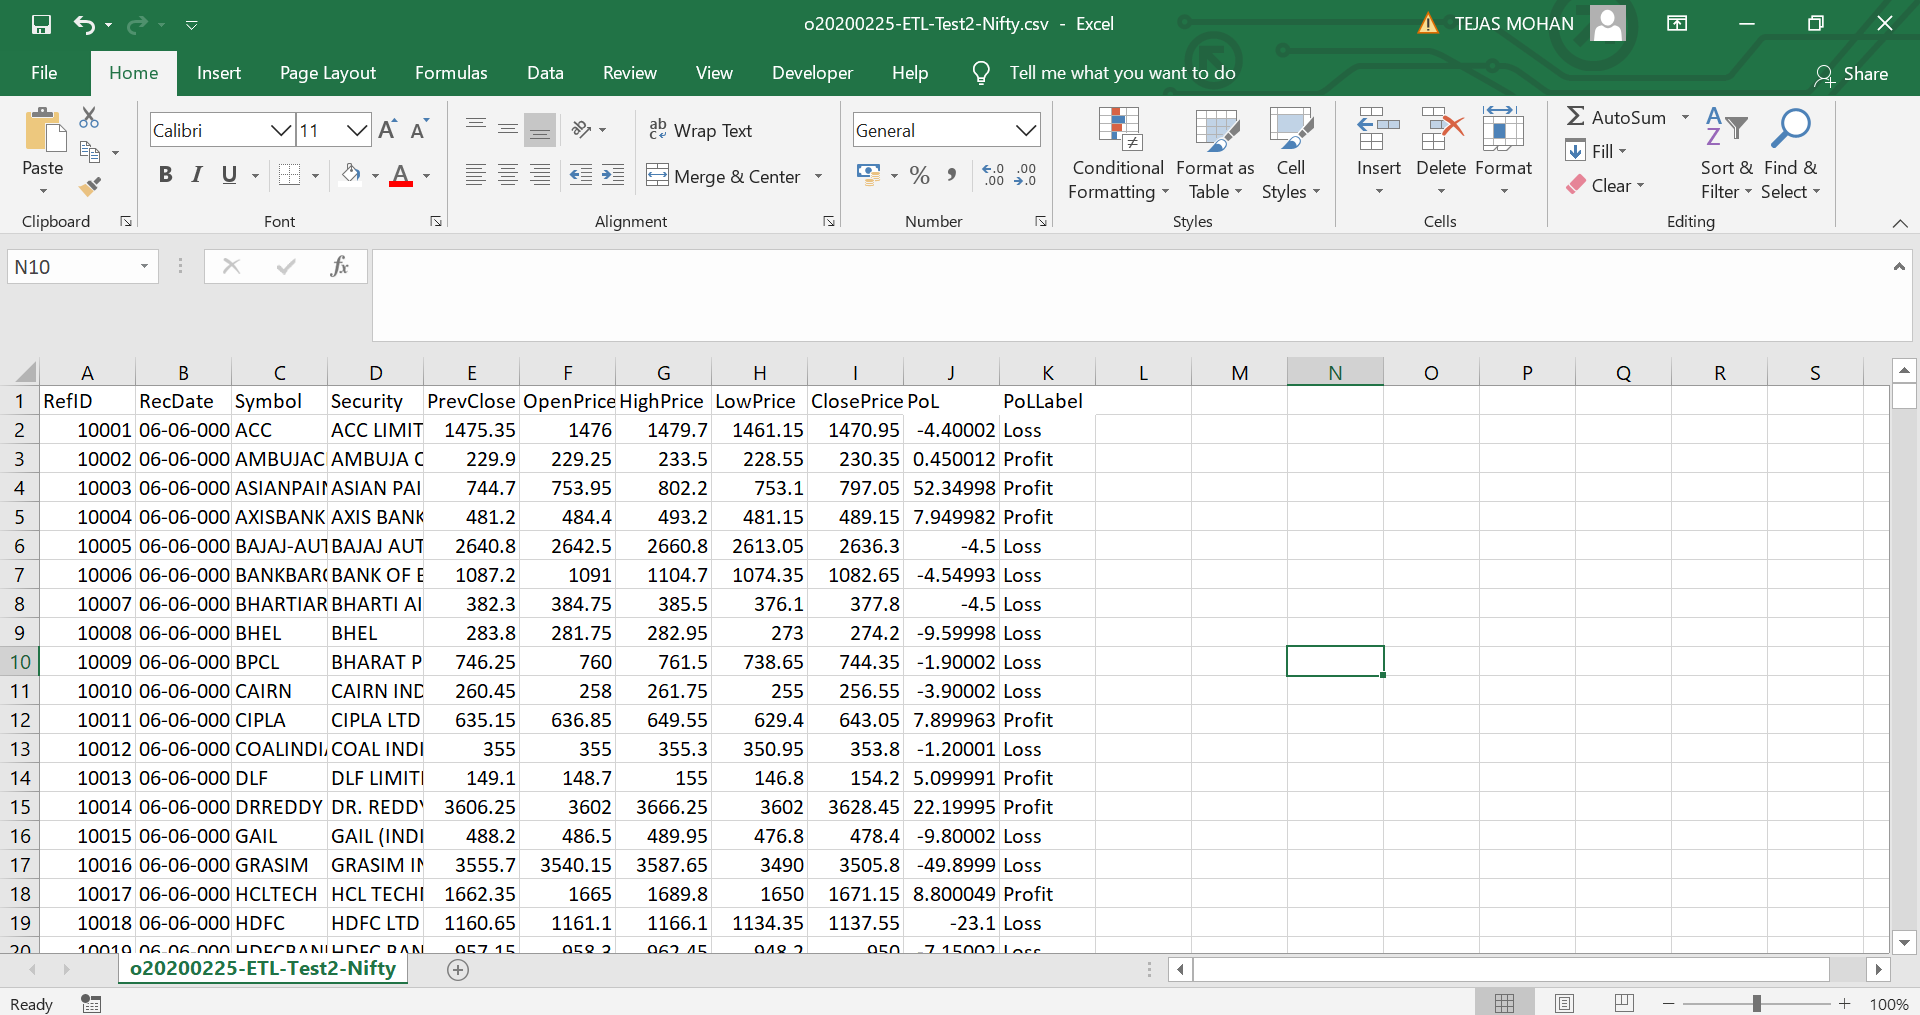 o20200225-ETL-Test2-Nifty.csv - Excel
TEJAS MOHAN
File Home Insert Page Layout Formulas Data Review View Developer Help Tell me what you want to do Share
Calibri 11 A A ab Wrap Text General Conditional Formatting Format as Table Cell Styles Insert Delete Format AutoSum Fill Clear Sort & Filter Find & Select
Paste B I U A Merge & Center % , .00
Clipboard Font Alignment Number Styles Cells Editing
N10 fx
A B C D E F G H I J K L M N O P Q R S
1 RefID RecDate Symbol Security PrevClose OpenPrice HighPrice LowPrice ClosePrice PoL PoLLabel
2 10001 06-06-000 ACC ACC LIMIT 1475.35 1476 1479.7 1461.15 1470.95 -4.40002 Loss
3 10002 06-06-000 AMBUJAC AMBUJA C 229.9 229.25 233.5 228.55 230.35 0.450012 Profit
4 10003 06-06-000 ASIANPAIN ASIAN PAI 744.7 753.95 802.2 753.1 797.05 52.34998 Profit
5 10004 06-06-000 AXISBANK AXIS BANK 481.2 484.4 493.2 481.15 489.15 7.949982 Profit
6 10005 06-06-000 BAJAJ-AUT BAJAJ AUT 2640.8 2642.5 2660.8 2613.05 2636.3 -4.5 Loss
7 10006 06-06-000 BANKBARO BANK OF B 1087.2 1091 1104.7 1074.35 1082.65 -4.54993 Loss
8 10007 06-06-000 BHARTIAR BHARTI AI 382.3 384.75 385.5 376.1 377.8 -4.5 Loss
9 10008 06-06-000 BHEL BHEL 283.8 281.75 282.95 273 274.2 -9.59998 Loss
10 10009 06-06-000 BPCL BHARAT P 746.25 760 761.5 738.65 744.35 -1.90002 Loss
11 10010 06-06-000 CAIRN CAIRN IND 260.45 258 261.75 255 256.55 -3.90002 Loss
12 10011 06-06-000 CIPLA CIPLA LTD 635.15 636.85 649.55 629.4 643.05 7.899963 Profit
13 10012 06-06-000 COALINDIA COAL INDI 355 355 355.3 350.95 353.8 -1.20001 Loss
14 10013 06-06-000 DLF DLF LIMITI 149.1 148.7 155 146.8 154.2 5.099991 Profit
15 10014 06-06-000 DRREDDY DR. REDDY 3606.25 3602 3666.25 3602 3628.45 22.19995 Profit
16 10015 06-06-000 GAIL GAIL (INDI 488.2 486.5 489.95 476.8 478.4 -9.80002 Loss
17 10016 06-06-000 GRASIM GRASIM IN 3555.7 3540.15 3587.65 3490 3505.8 -49.8999 Loss
18 10017 06-06-000 HCLTECH HCL TECHI 1662.35 1665 1689.8 1650 1671.15 8.800049 Profit
19 10018 06-06-000 HDFC HDFC LTD 1160.65 1161.1 1166.1 1134.35 1137.55 -23.1 Loss
20 10019 06-06-000 HDFCBAN HDFC BAN 957.15 958.3 962.45 948.2 950 -7.15002 Loss
o20200225-ETL-Test2-Nifty
Ready 100%